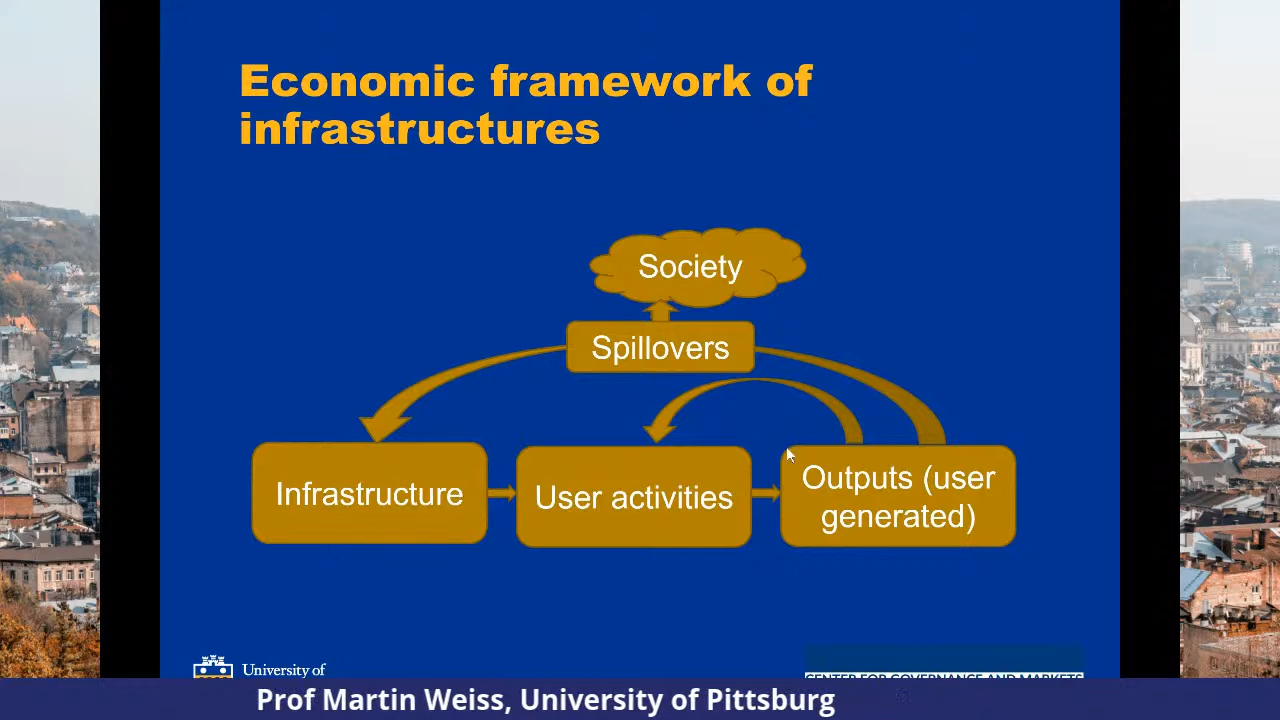 Economic framework of
infrastructures
Society
Spillovers
Infrastructure
User activities
Outputs (user
generated)
University of
CENTER FOR GOVERNANCE AND MARKETS
Prof Martin Weiss, University of Pittsburg